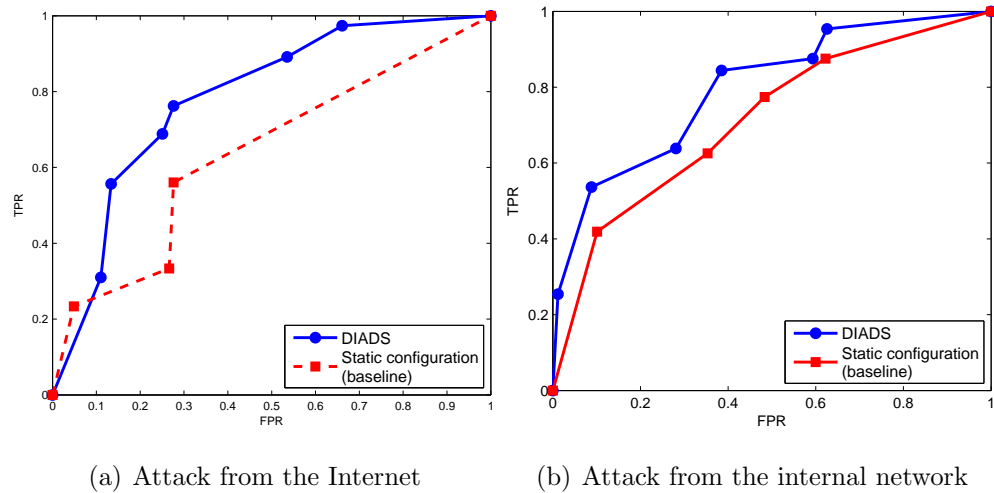 1
0.8
0.6
0.4
0.2
0
TPR
0 0.1 0.2 0.3 0.4 0.5 0.6 0.7 0.8 0.9 1
FPR
DIADS
Static configuration
(baseline)
(a) Attack from the Internet
1
0.8
0.6
0.4
0.2
0
TPR
0 0.2 0.4 0.6 0.8 1
FPR
DIADS
Static configuration
(baseline)
(b) Attack from the internal network